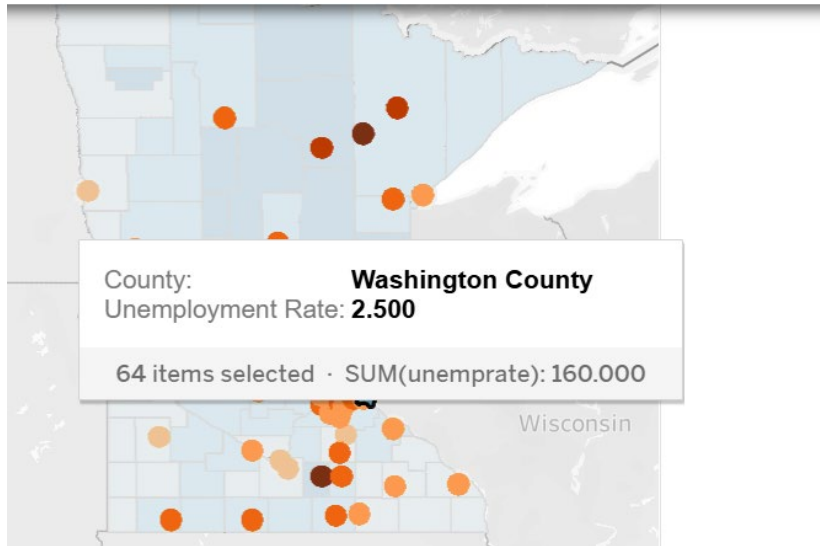 County: Washington County
Unemployment Rate: 2.500
64 items selected · SUM(unemprate): 160.000
Wisconsin